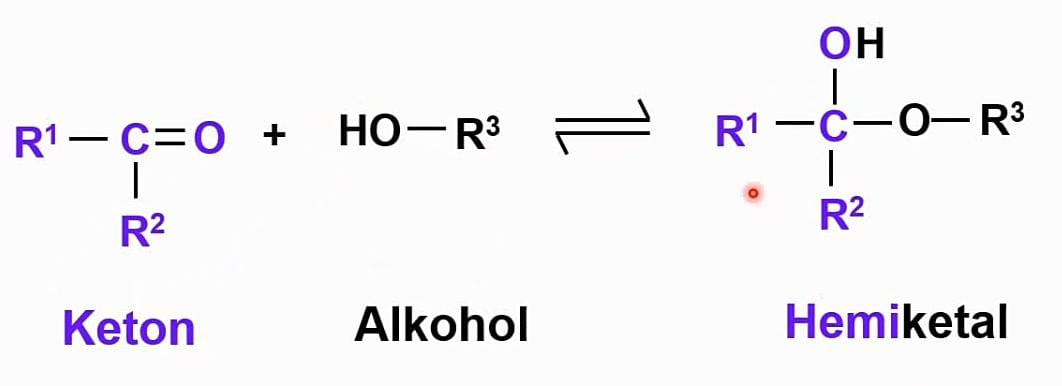 OH
R¹ — C=O + HO — R³ ⇌ R¹ — C — O — R³
R² R²
Keton Alkohol Hemiketal